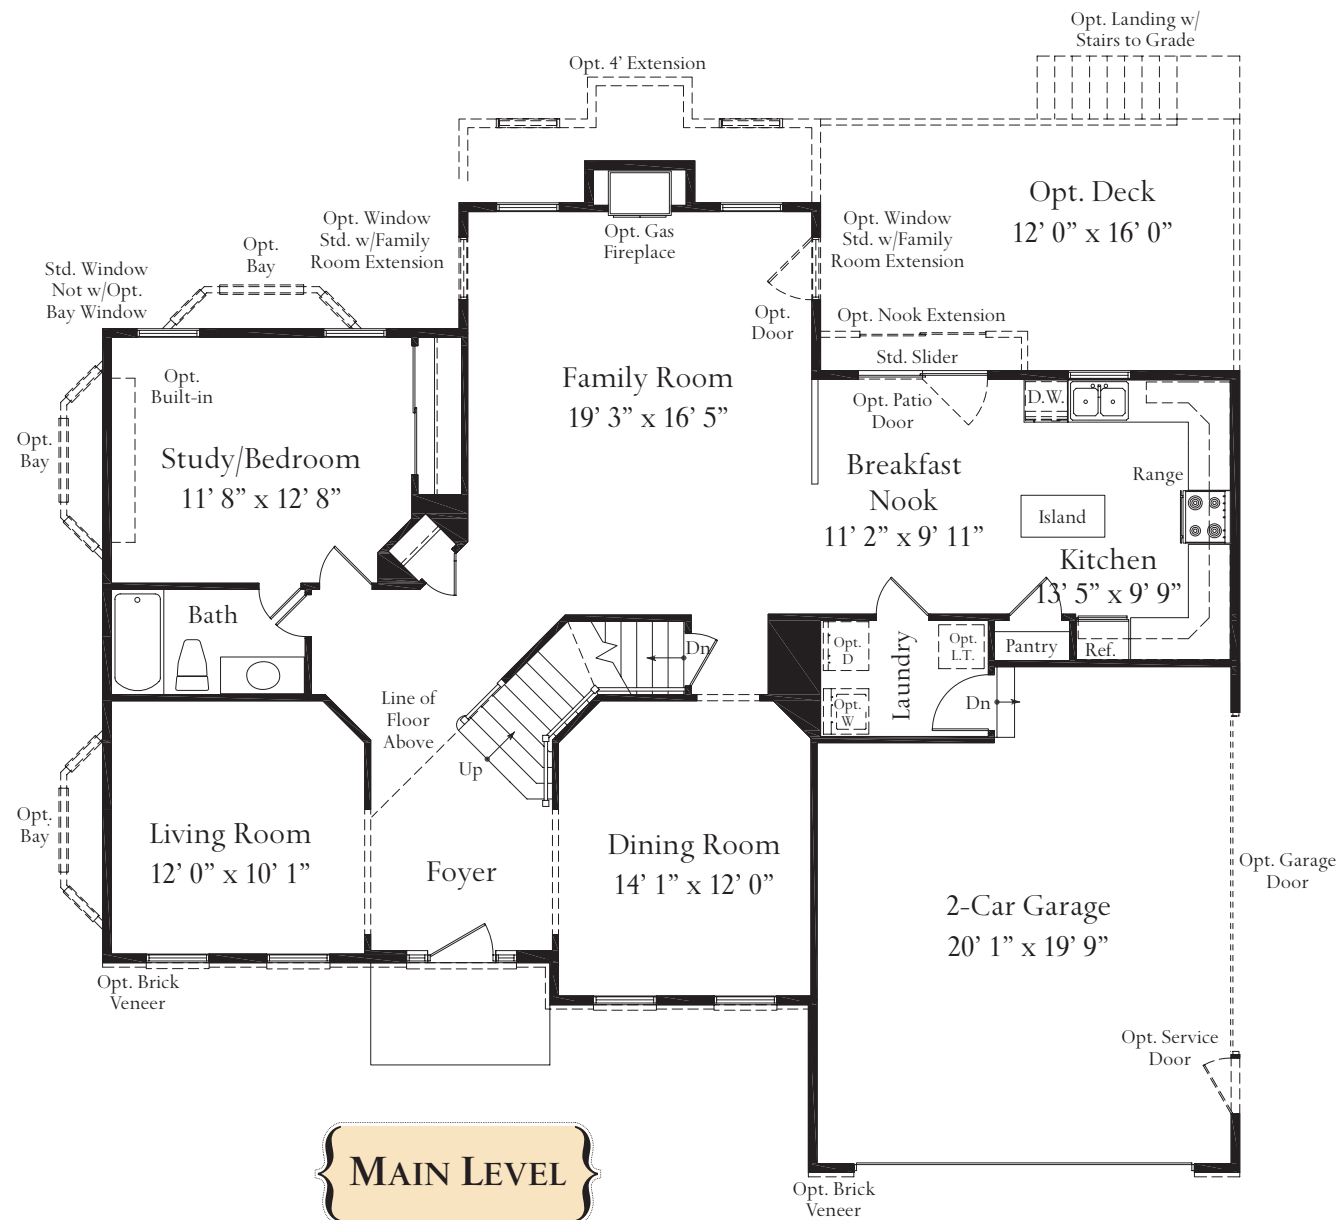 Opt. Landing w/
Stairs to Grade
Opt. 4' Extension
Opt. Deck
12' 0” x 16' 0”
Opt. Window
Std. w/Family
Room Extension
Opt. Gas
Fireplace
Opt. Window
Std. w/Family
Room Extension
Opt.
Bay
Std. Window
Not w/Opt.
Bay Window
Opt.
Door
Opt. Nook Extension
Std. Slider
Opt.
Built-in
Family Room
19' 3” x 16' 5”
Opt. Patio
Door
D.W.
Opt.
Bay
Study/Bedroom
11' 8” x 12' 8”
Breakfast
Nook
11' 2” x 9' 11”
Range
Island
Kitchen
13' 5” x 9' 9”
Bath
Dn
Opt.
D
Laundry
Opt.
L.T.
Pantry
Ref.
Opt.
W
Dn
Line of
Floor
Above
Up
Opt.
Bay
Living Room
12' 0” x 10' 1”
Foyer
Dining Room
14' 1” x 12' 0”
Opt. Garage
Door
2-Car Garage
20' 1” x 19' 9”
Opt. Brick
Veneer
Opt. Service
Door
Main Level
Opt. Brick
Veneer